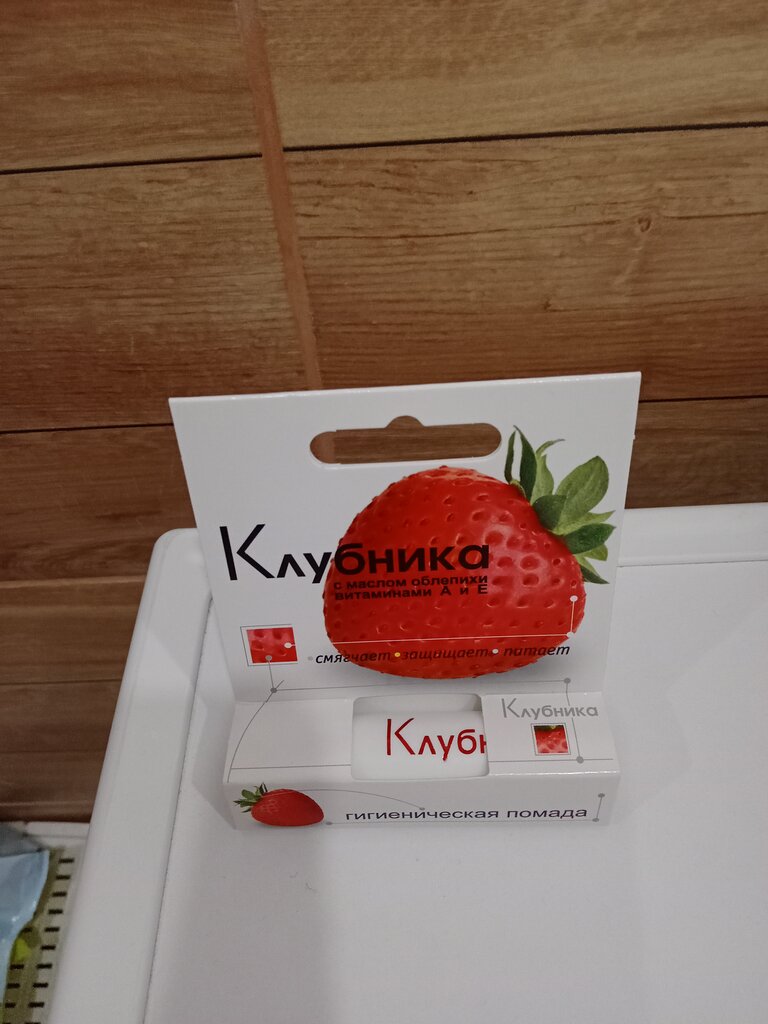 Клубника
с маслом облепихи
витаминами А и Е
смягчает защищает питает
Клубника
Клубн
гигиеническая помада